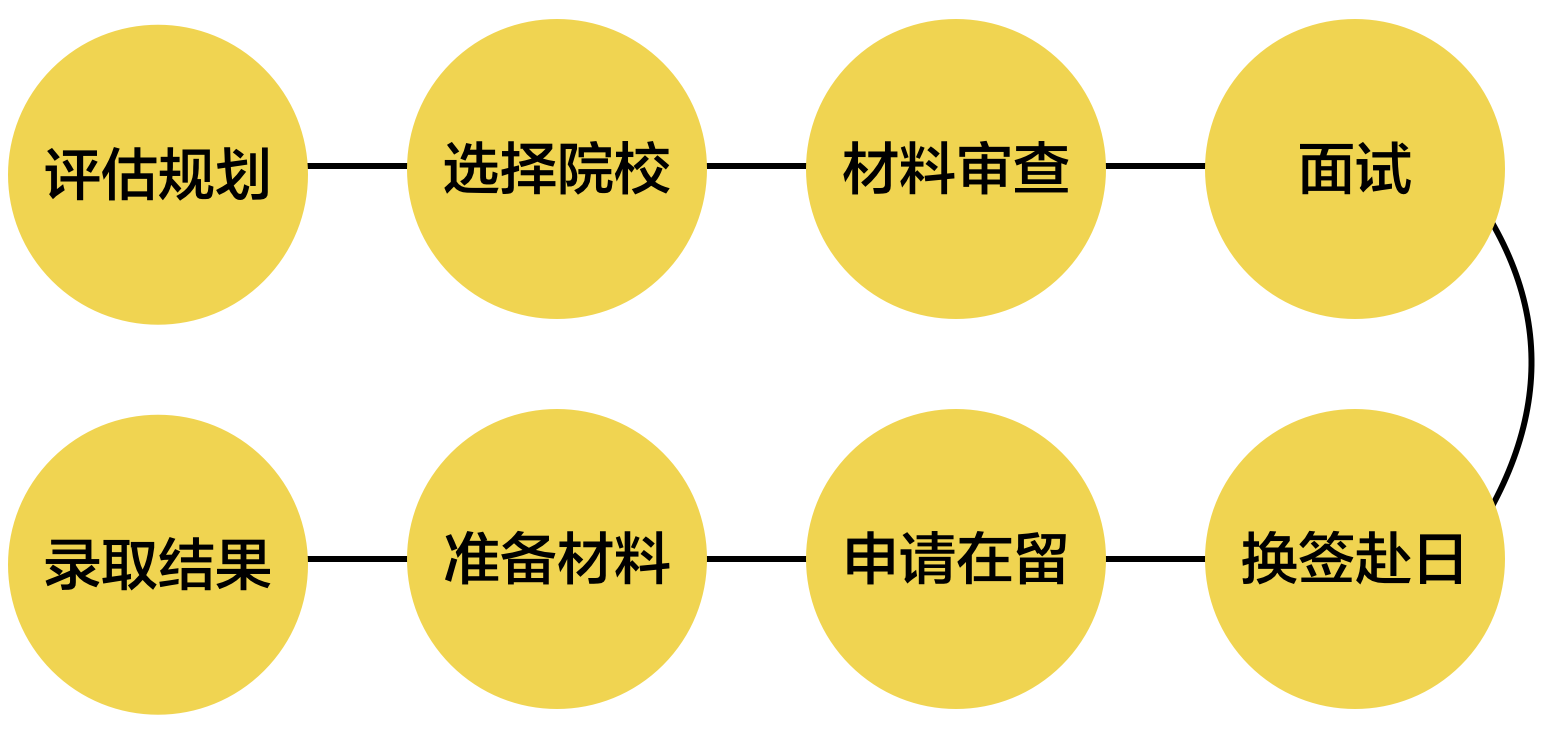 评估规划
选择院校
材料审查
面试
录取结果
准备材料
申请在留
换签赴日